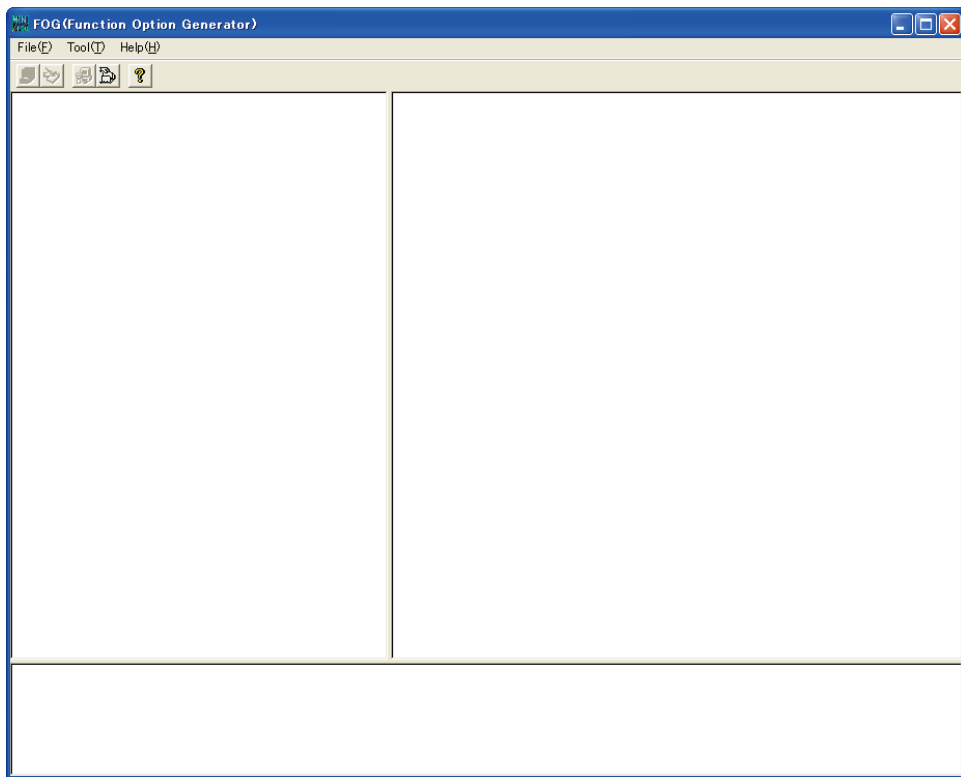 FOG(Function Option Generator)
File(F) Tool(T) Help(H)
?